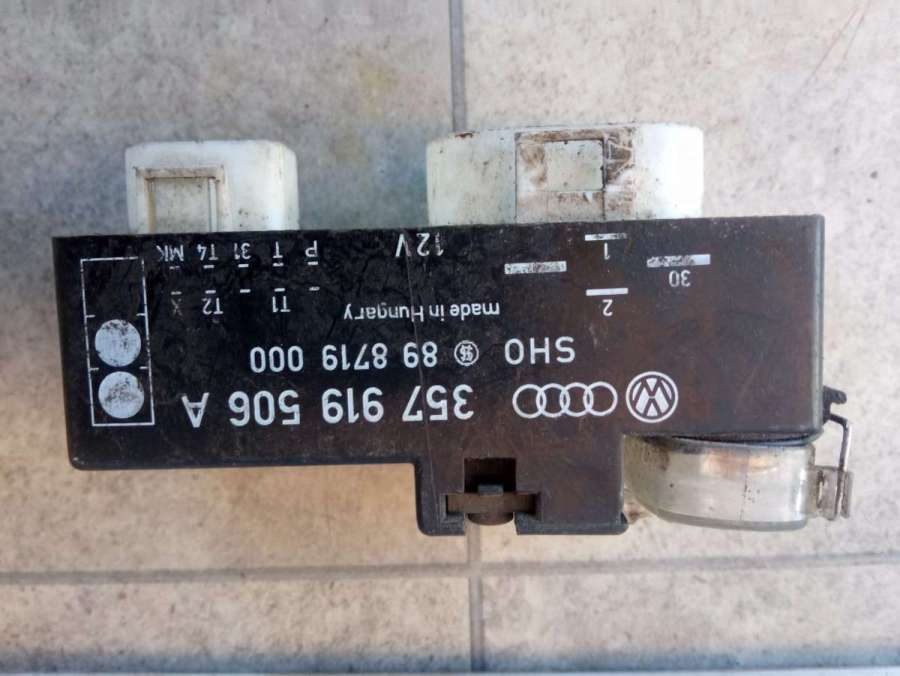 357 919 506 A
SHO 89 8719 000
made in Hungary
2 T1 T2 X
30
1 12V P T 31 T4 MK